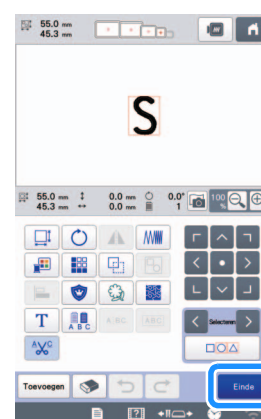 55.0 mm
45.3 mm
S
55.0 mm 0.0 mm 0.0°
45.3 mm 0.0 mm 1
100 %
T A B C
Selecteren
Toevoegen
Einde